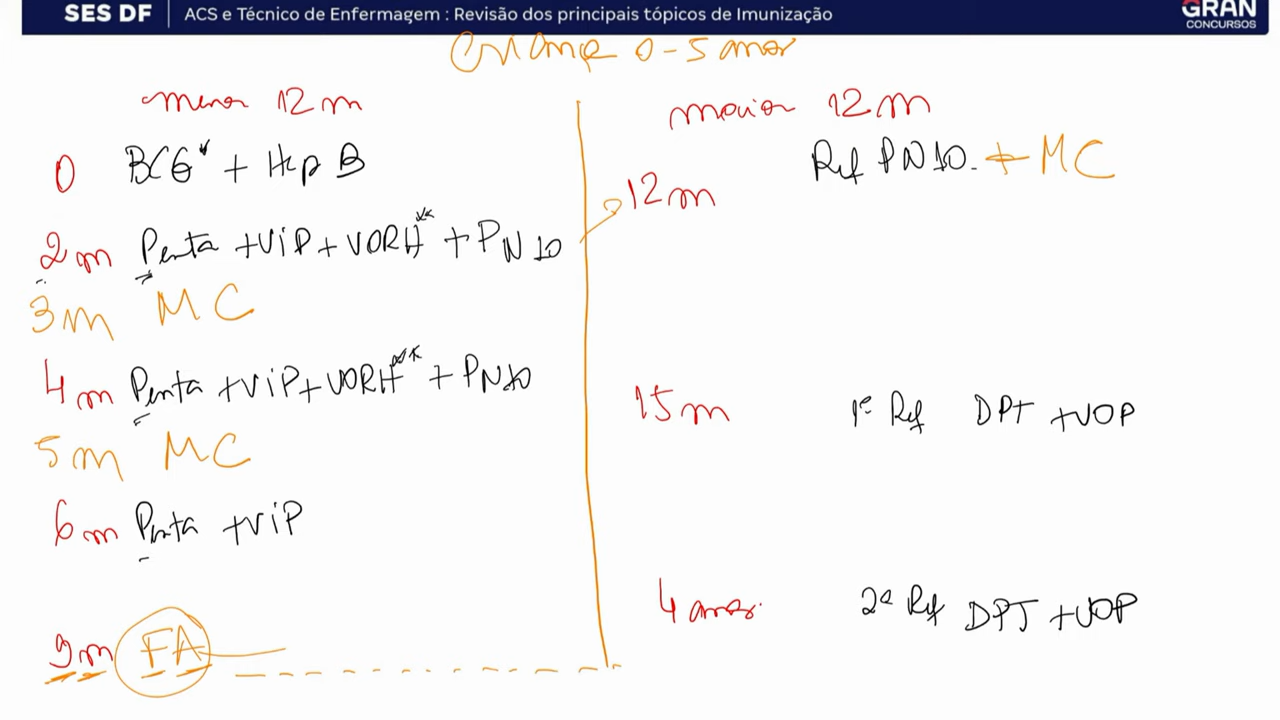 SES DF | ACS e Técnico de Enfermagem : Revisão dos principais tópicos de Imunização
GRAN
CONCURSOS
Criança 0-5 anos
menor 12m
0 BCG + Hep B
2m Penta +VIP+VORH** + PN10
3m MC
4m Penta +VIP+VORH** + PN10
5m MC
6m Penta +VIP
9m FA
maior 12m
12m Ref PN10. + MC
15m 1º Ref DPT +VOP
4 anos 2º Ref DPT +VOP